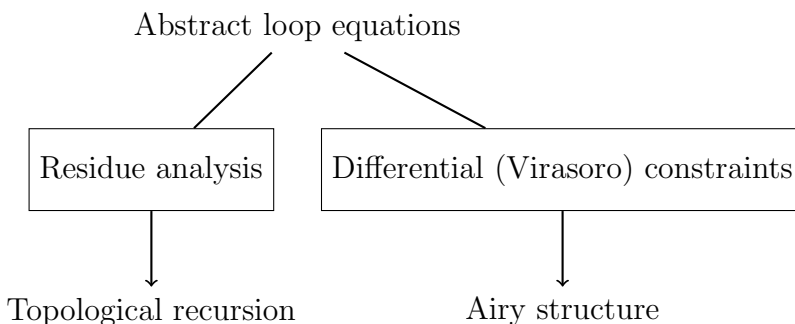 Abstract loop equations
Residue analysis
Differential (Virasoro) constraints
Topological recursion
Airy structure